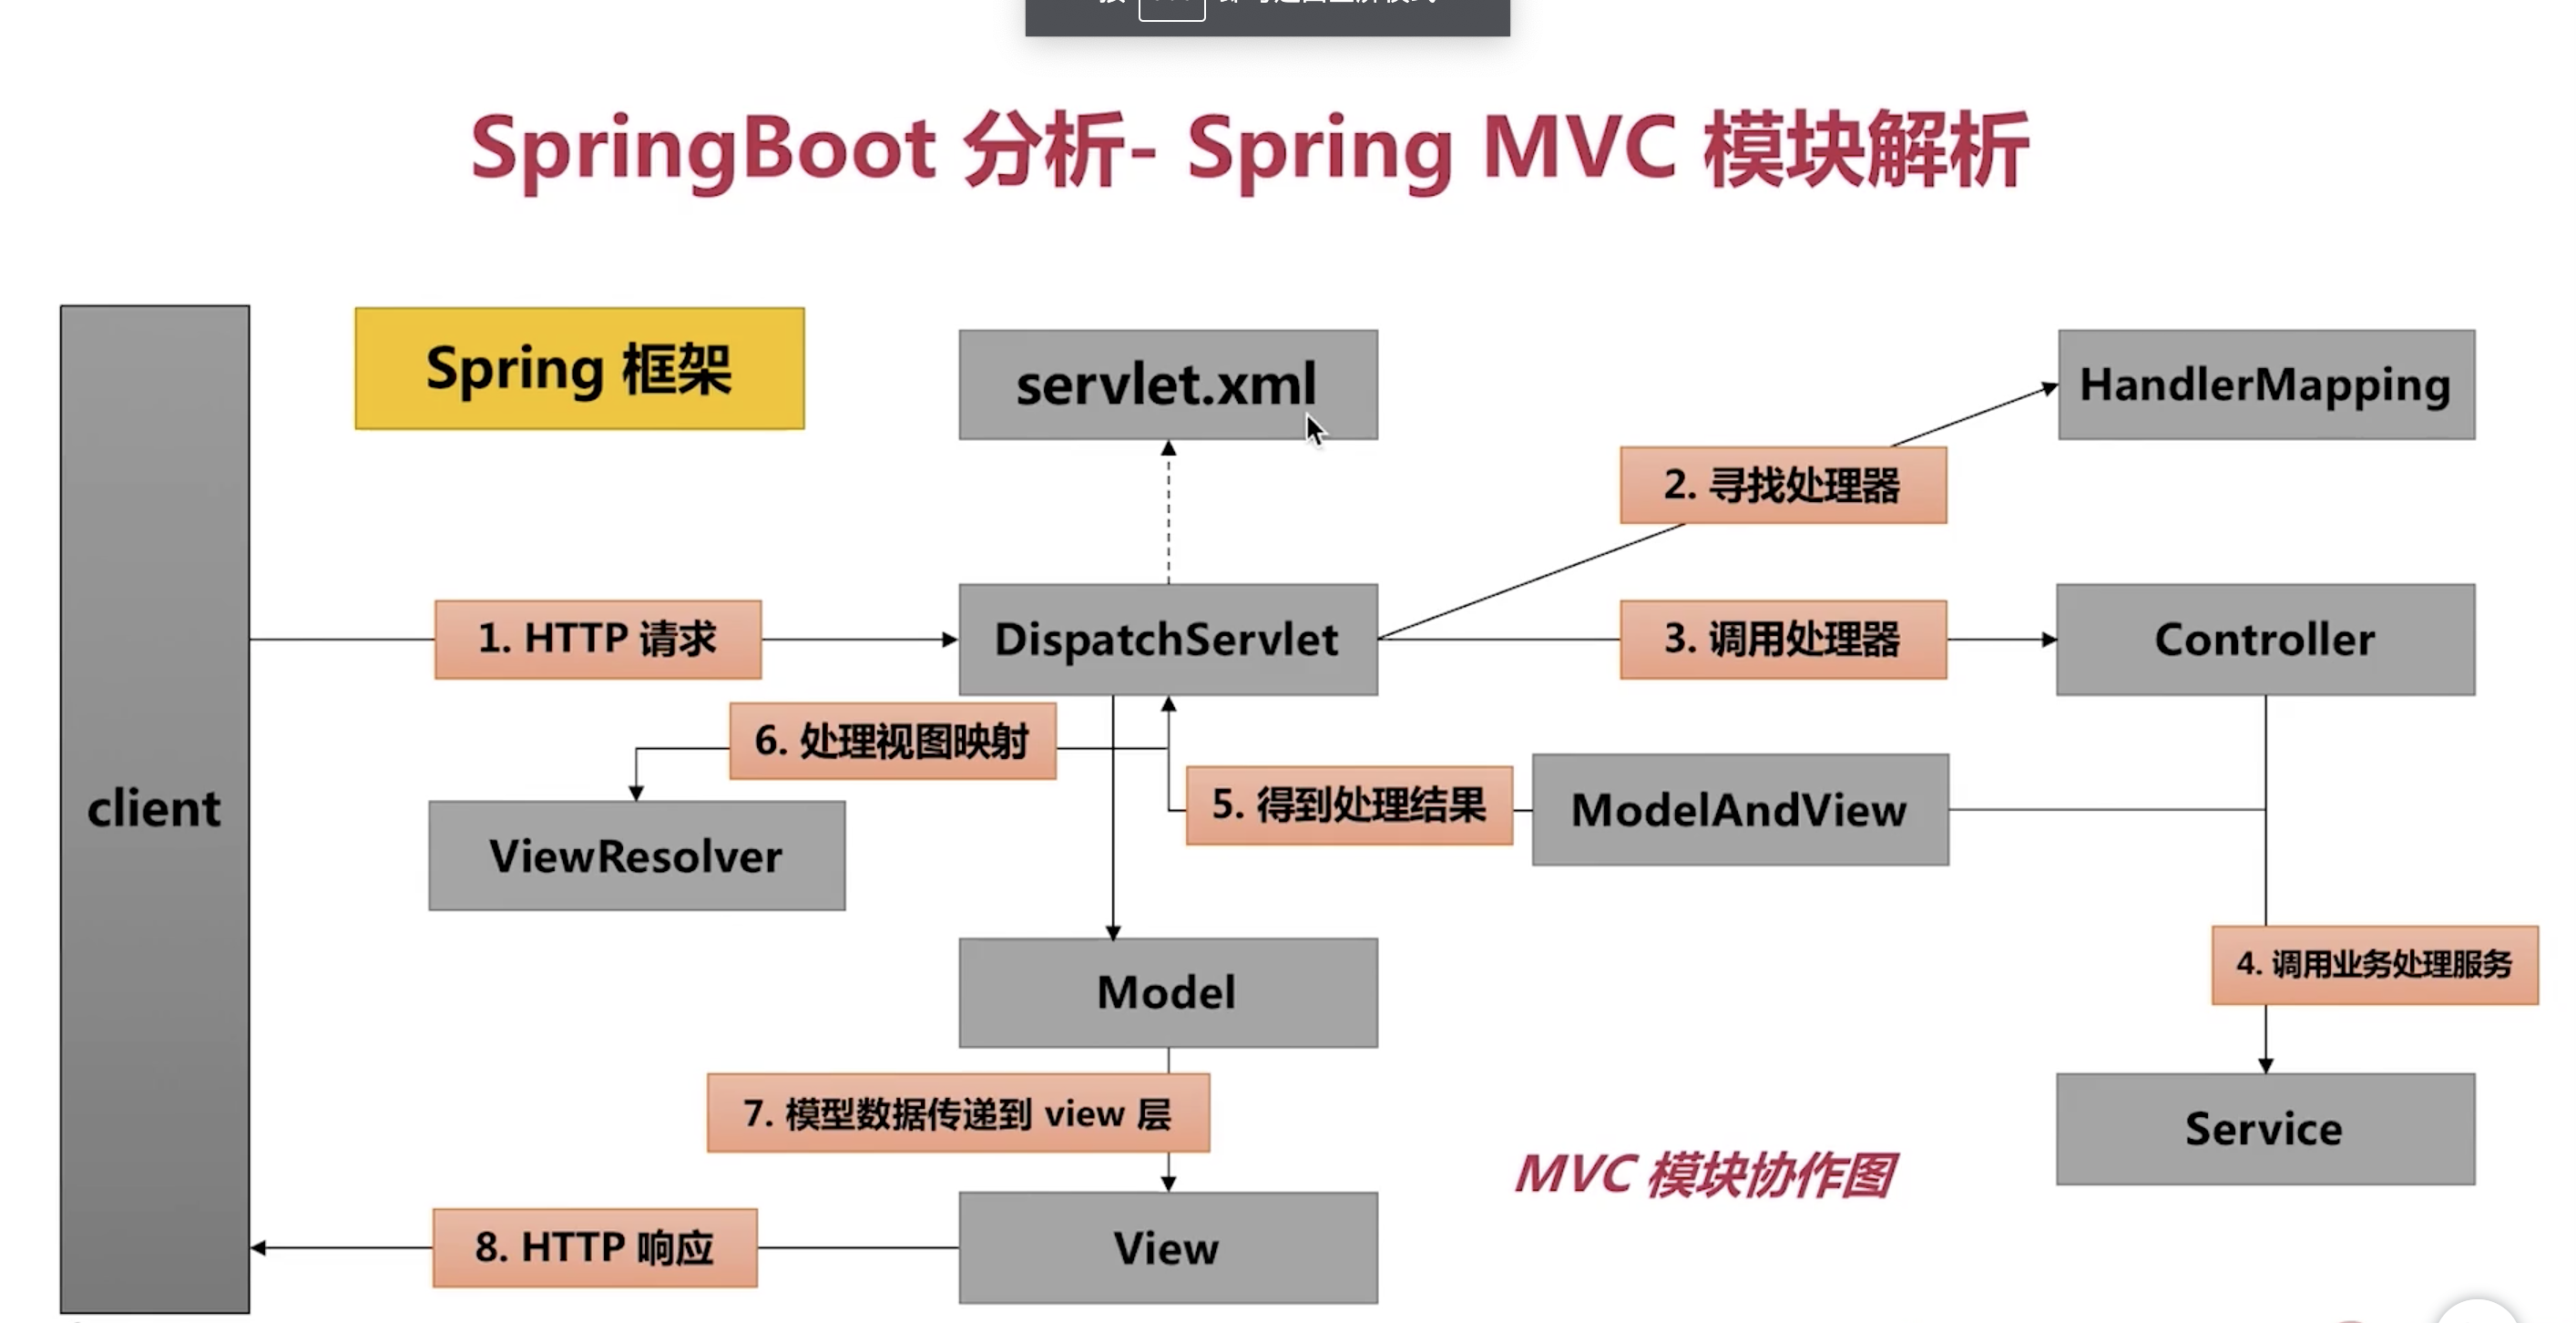 SpringBoot 分析- Spring MVC 模块解析
Spring 框架
servlet.xml
HandlerMapping
2. 寻找处理器
client
1. HTTP 请求
DispatchServlet
3. 调用处理器
Controller
6. 处理视图映射
5. 得到处理结果
ModelAndView
ViewResolver
4. 调用业务处理服务
Model
7. 模型数据传递到 view 层
Service
MVC 模块协作图
8. HTTP 响应
View